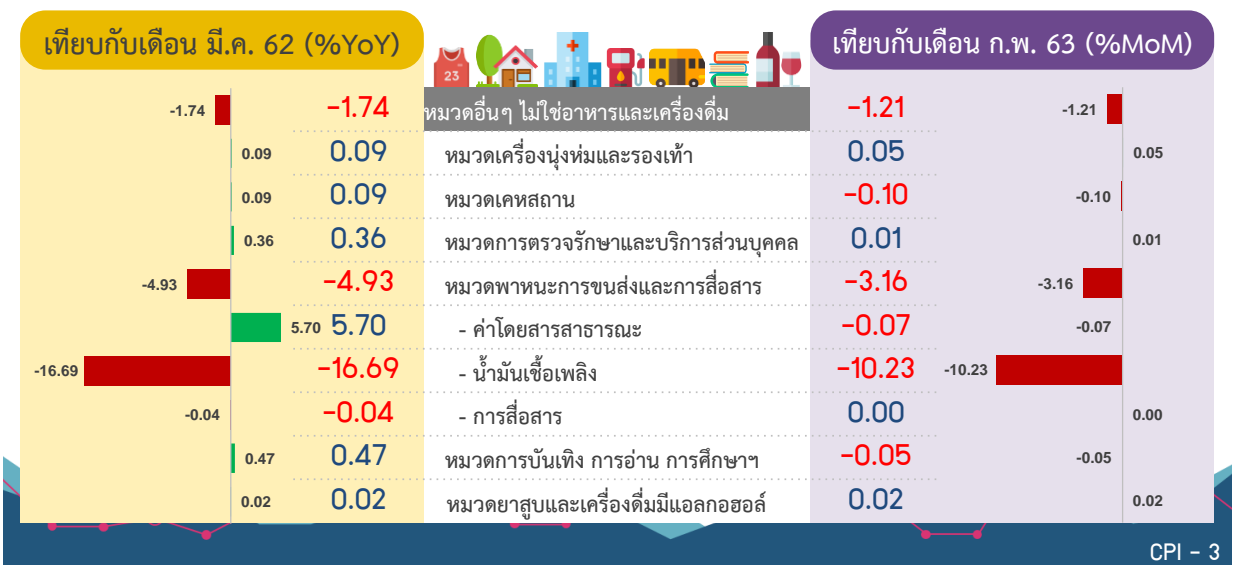 เทียบกับเดือน มี.ค. 62 (%YoY)
23
เทียบกับเดือน ก.พ. 63 (%MoM)
-1.74 -1.74 หมวดอื่นๆ ไม่ใช่อาหารและเครื่องดื่ม -1.21 -1.21
0.09 0.09 หมวดเครื่องนุ่งห่มและรองเท้า 0.05 0.05
0.09 0.09 หมวดเคหสถาน -0.10 -0.10
0.36 0.36 หมวดการตรวจรักษาและบริการส่วนบุคคล 0.01 0.01
-4.93 -4.93 หมวดพาหนะการขนส่งและการสื่อสาร -3.16 -3.16
5.70 5.70 - ค่าโดยสารสาธารณะ -0.07 -0.07
-16.69 -16.69 - น้ำมันเชื้อเพลิง -10.23 -10.23
-0.04 -0.04 - การสื่อสาร 0.00 0.00
0.47 0.47 หมวดการบันเทิง การอ่าน การศึกษาฯ -0.05 -0.05
0.02 0.02 หมวดยาสูบและเครื่องดื่มมีแอลกอฮอล์ 0.02 0.02
CPI - 3